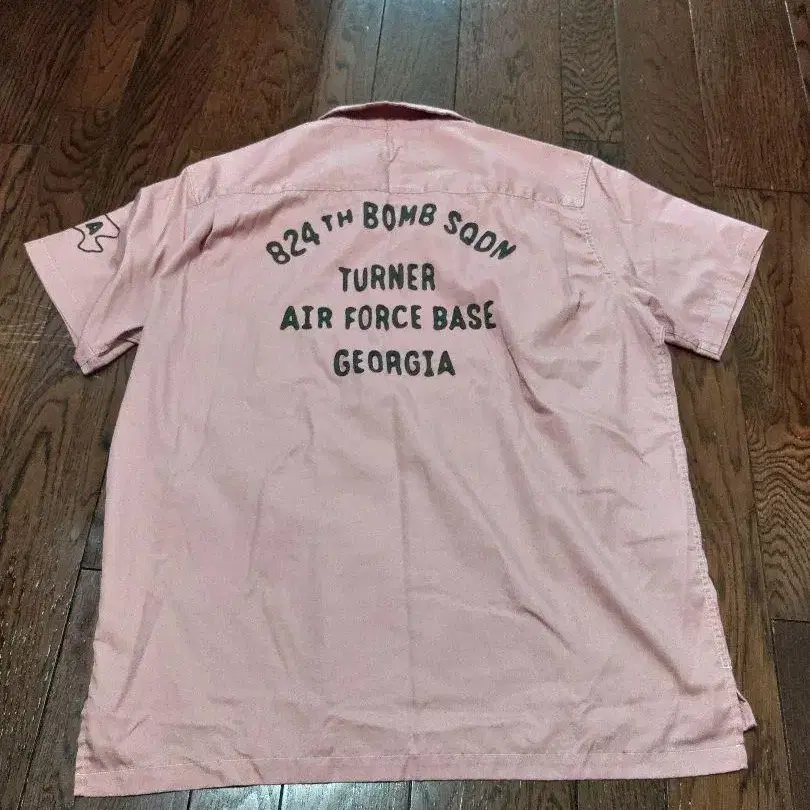 824TH BOMB SQDN
TURNER
AIR FORCE BASE
GEORGIA
A